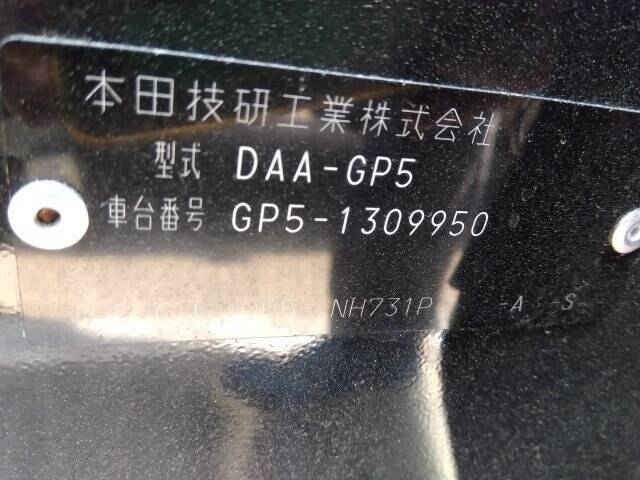 本田技研工業株式会社
型式 DAA-GP5
車台番号 GP5-1309950
NH731P -A -S